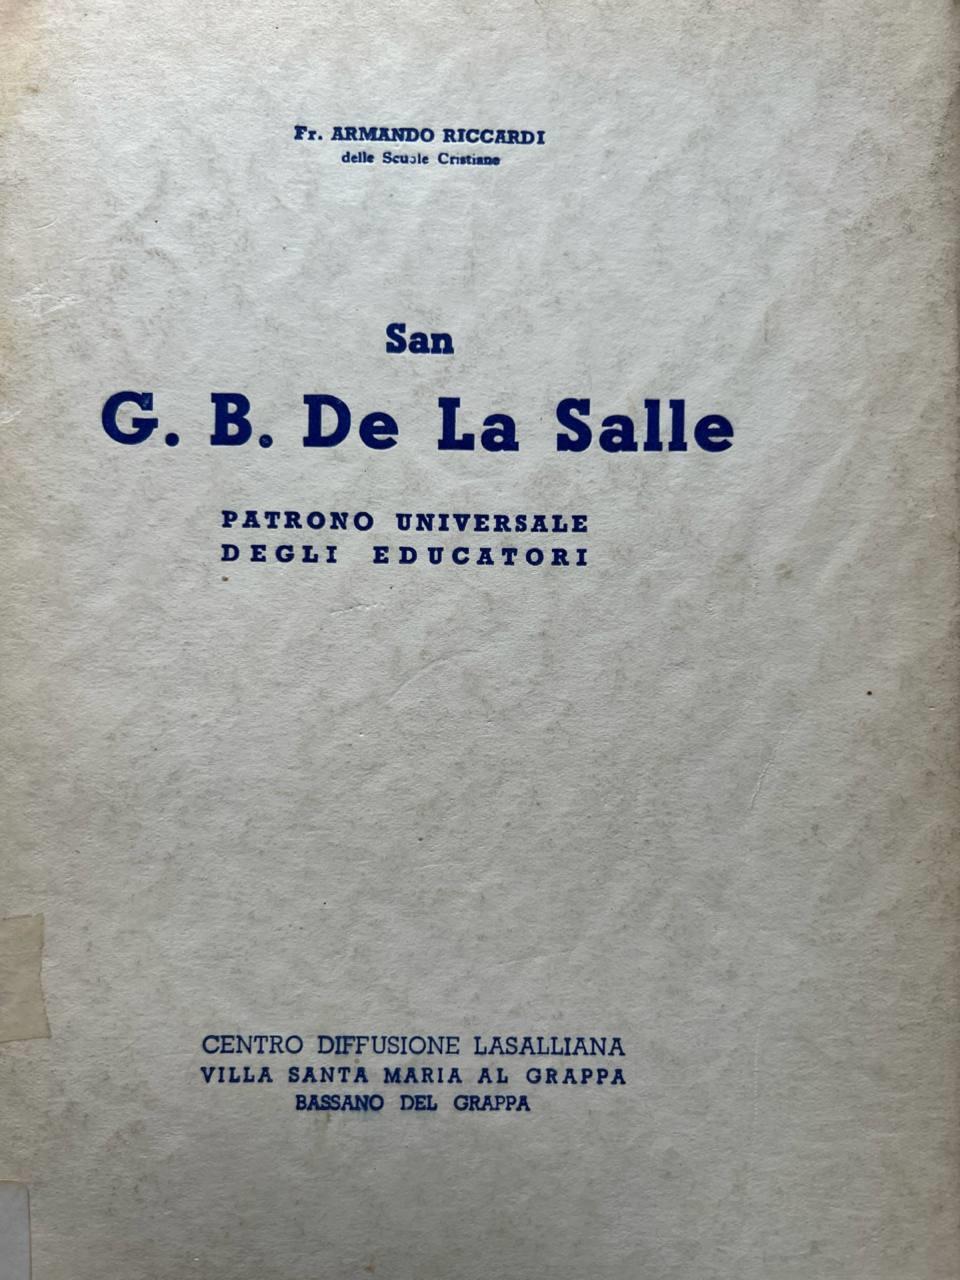 Fr. ARMANDO RICCARDI
delle Scuole Cristiane
San
G. B. De La Salle
PATRONO UNIVERSALE
DEGLI EDUCATORI
CENTRO DIFFUSIONE LASALLIANA
VILLA SANTA MARIA AL GRAPPA
BASSANO DEL GRAPPA